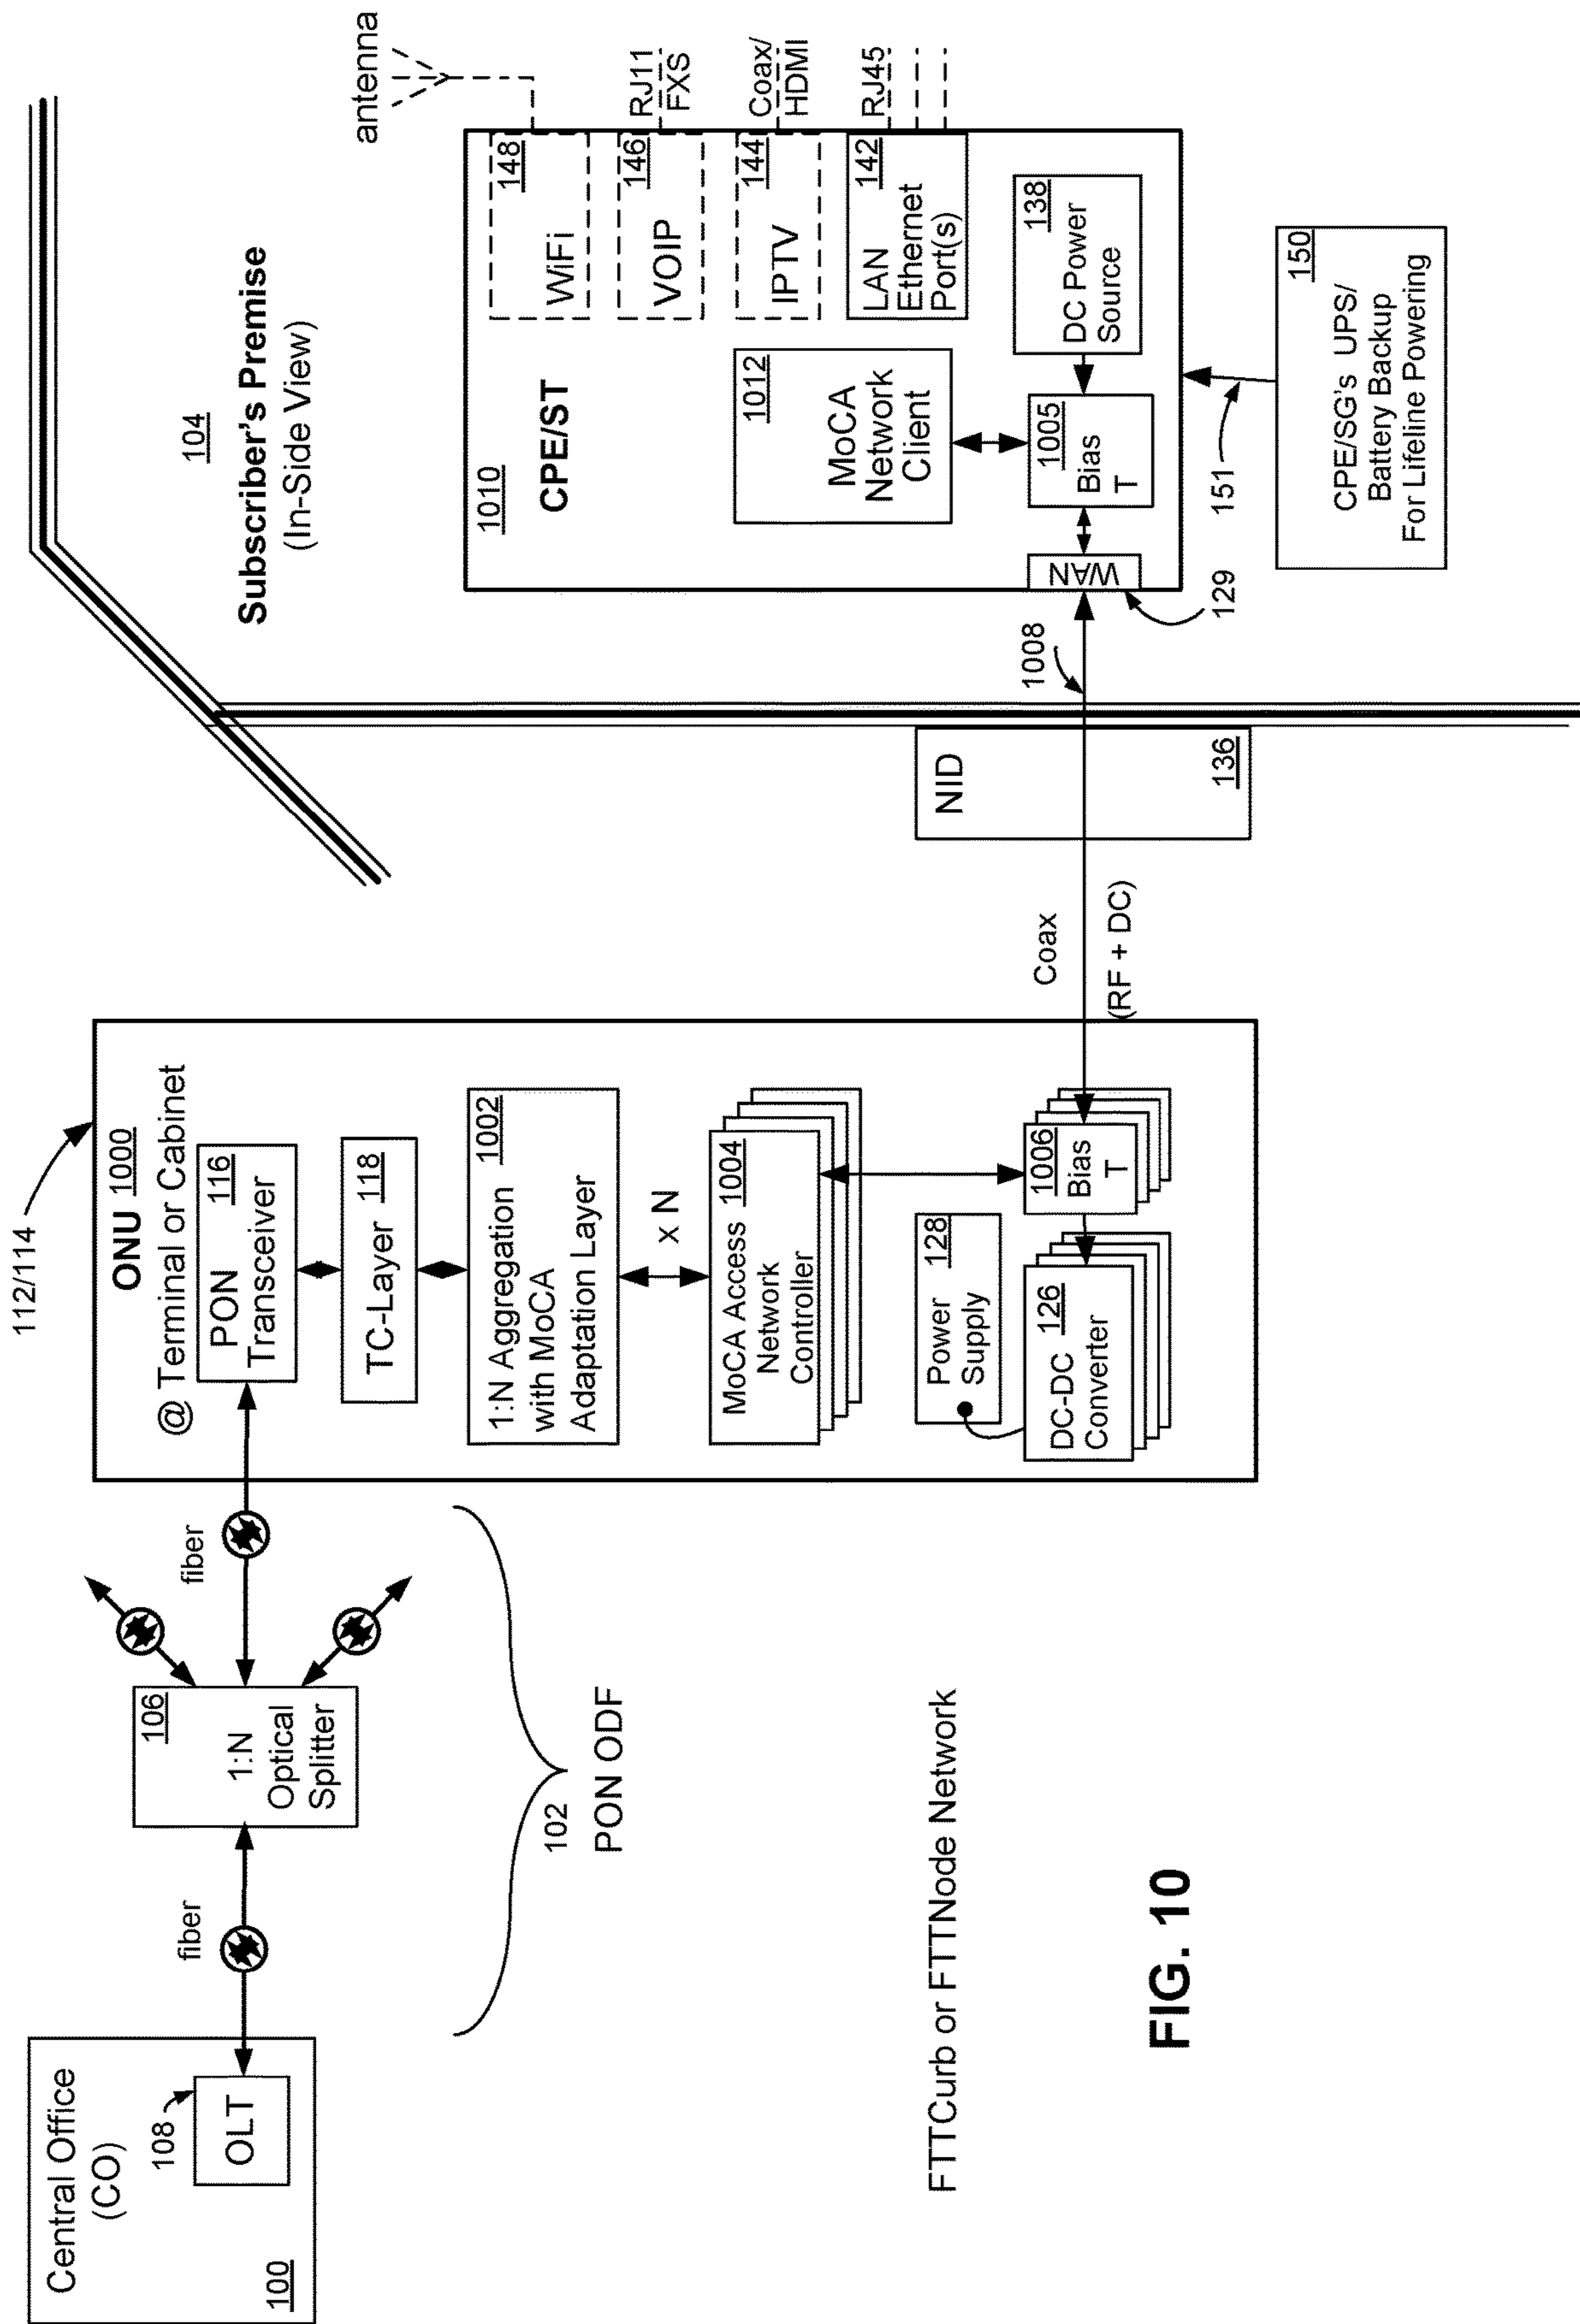 Central Office
(CO)
108
OLT
100
fiber
106
1:N
Optical
Splitter
fiber
102
PON ODF
112/114
ONU 1000
@ Terminal or Cabinet
PON 116
Transceiver
TC-Layer 118
1:N Aggregation 1002
with MoCA
Adaptation Layer
x N
MoCA Access 1004
Network
Controller
Power 128
Supply
DC-DC 126
Converter
1006
Bias
T
Coax
(RF + DC)
NID
136
1008
104
Subscriber's Premise
(In-Side View)
1010
CPE/ST
WAN
129
MoCA 1012
Network
Client
1005
Bias
T
DC Power 138
Source
WiFi 148
VOIP 146
IPTV 144
LAN 142
Ethernet
Port(s)
antenna
RJ11
FXS
Coax/
HDMI
RJ45
151
150
CPE/SG's UPS/
Battery Backup
For Lifeline Powering
FTTCurb or FTTNode Network
FIG. 10